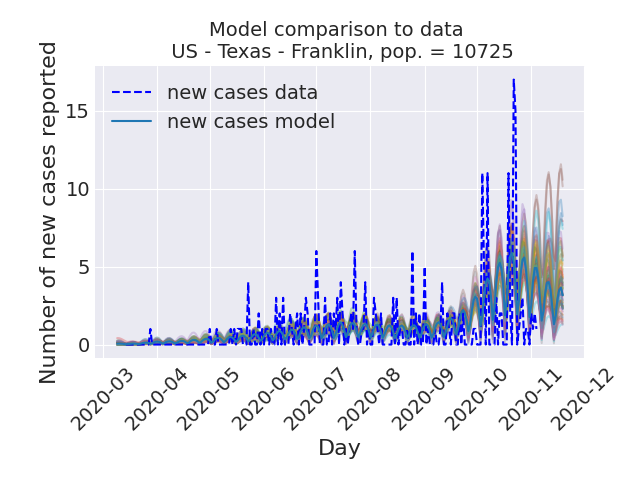 Model comparison to data
US - Texas - Franklin, pop. = 10725
new cases data
new cases model
Number of new cases reported
15
10
5
0
2020-03
2020-04
2020-05
2020-06
2020-07
2020-08
2020-09
2020-10
2020-11
2020-12
Day